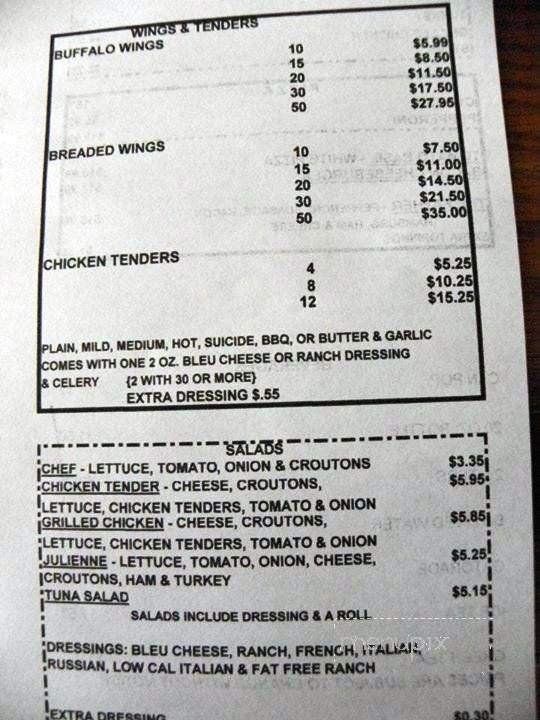 WINGS & TENDERS
BUFFALO WINGS 10 $5.99
15 $8.50
20 $11.50
30 $17.50
50 $27.95
BREADED WINGS 10 $7.50
15 $11.00
20 $14.50
30 $21.50
50 $35.00
CHICKEN TENDERS 4 $5.25
8 $10.25
12 $15.25
PLAIN, MILD, MEDIUM, HOT, SUICIDE, BBQ, OR BUTTER & GARLIC
COMES WITH ONE 2 OZ. BLEU CHEESE OR RANCH DRESSING
& CELERY {2 WITH 30 OR MORE}
EXTRA DRESSING $.55
SALADS
CHEF - LETTUCE, TOMATO, ONION & CROUTONS $3.35
CHICKEN TENDER - CHEESE, CROUTONS, $5.95
LETTUCE, CHICKEN TENDERS, TOMATO & ONION
GRILLED CHICKEN - CHEESE, CROUTONS, $5.85
LETTUCE, CHICKEN TENDERS, TOMATO & ONION
JULIENNE - LETTUCE, TOMATO, ONION, CHEESE, $5.25
CROUTONS, HAM & TURKEY
TUNA SALAD $5.15
SALADS INCLUDE DRESSING & A ROLL
menupix
DRESSINGS: BLEU CHEESE, RANCH, FRENCH, ITALIAN,
RUSSIAN, LOW CAL ITALIAN & FAT FREE RANCH
EXTRA DRESSING $0.30